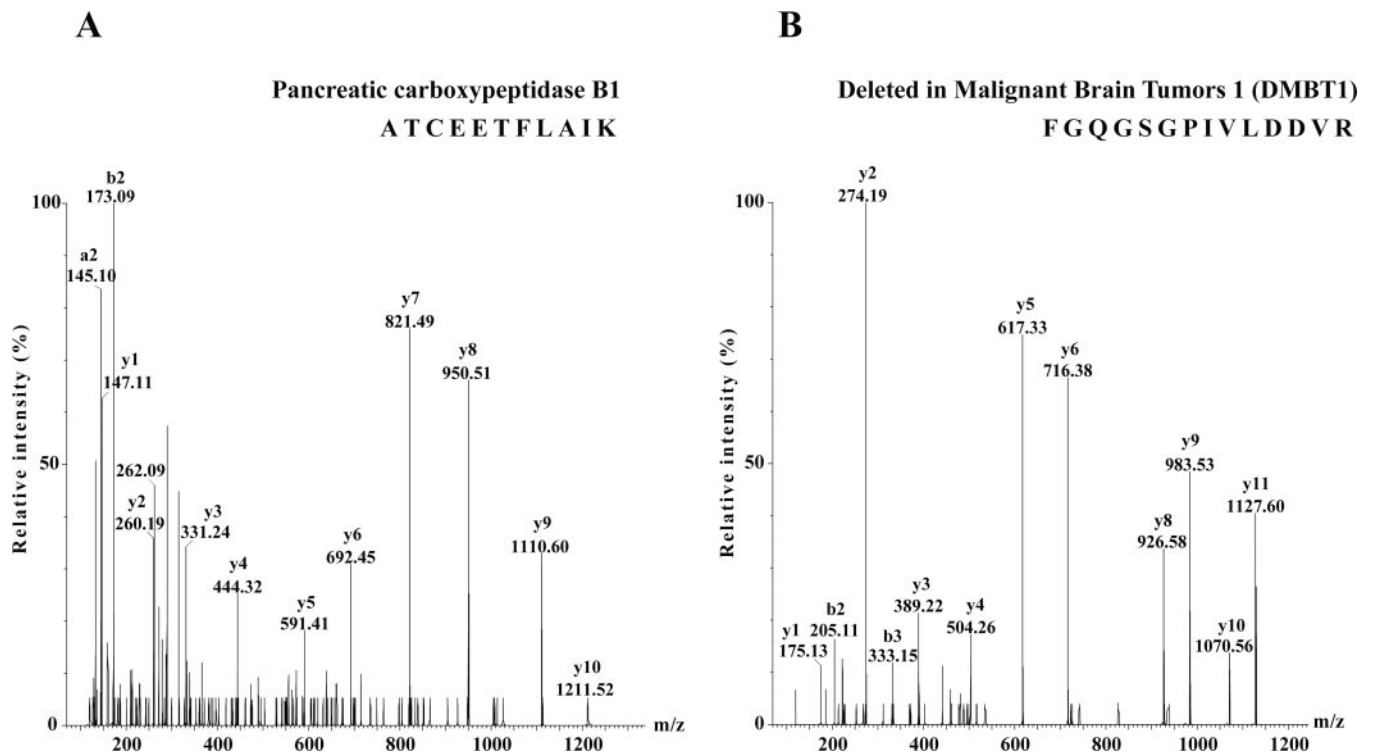 A
Pancreatic carboxypeptidase B1
A T C E E T F L A I K
b2
173.09
100
a2
145.10
y1
147.11
y7
821.49
y8
950.51
Relative intensity (%)
50
262.09
y2
260.19
y3
331.24
y4
444.32
y5
591.41
y6
692.45
y9
1110.60
y10
1211.52
0
m/z
200 400 600 800 1000 1200
B
Deleted in Malignant Brain Tumors 1 (DMBT1)
F G Q G S G P I V L D D V R
y2
274.19
100
y5
617.33
y6
716.38
Relative intensity (%)
50
y9
983.53
y11
1127.60
y8
926.58
y3
389.22
y4
504.26
b2
205.11
y1
175.13
b3
333.15
y10
1070.56
0
m/z
200 400 600 800 1000 1200